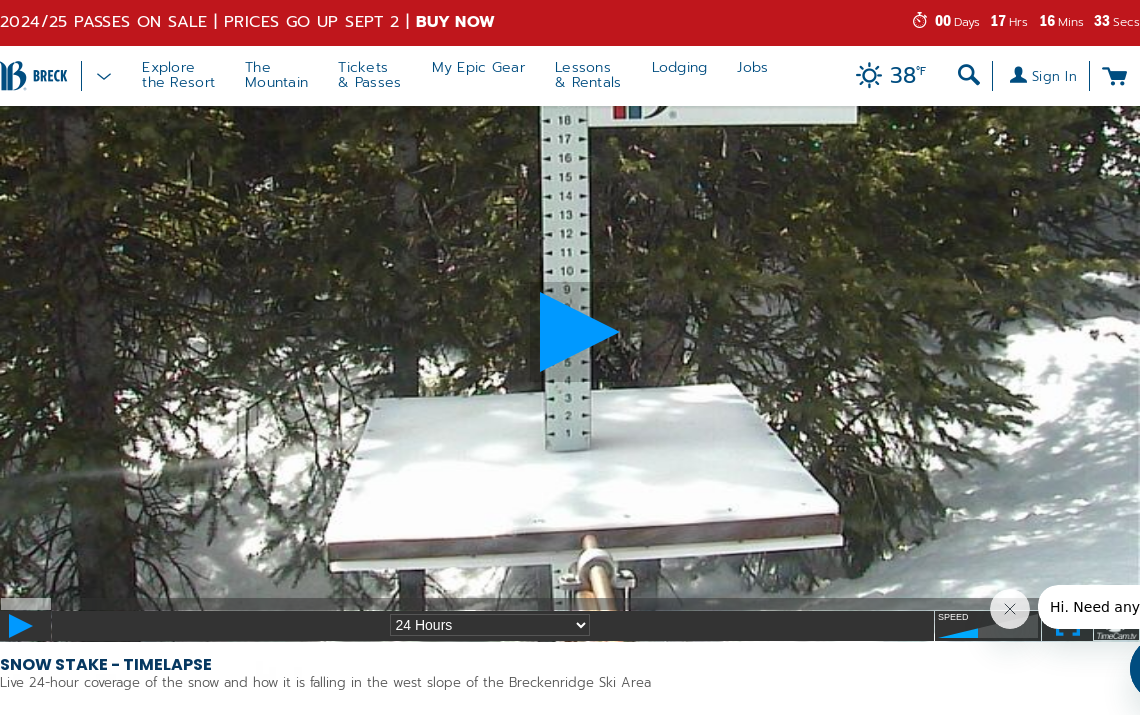 2024/25 PASSES ON SALE | PRICES GO UP SEPT 2 | BUY NOW
00 Days 17 Hrs 16 Mins 33 Secs
BRECK
Explore
the Resort
The
Mountain
Tickets
& Passes
My Epic Gear
Lessons
& Rentals
Lodging
Jobs
38°F
Sign In
18
17
16
15
14
13
12
11
10
9
5
4
3
2
1
24 Hours
SPEED
Hi. Need any
TimeCam.tv
SNOW STAKE - TIMELAPSE
Live 24-hour coverage of the snow and how it is falling in the west slope of the Breckenridge Ski Area